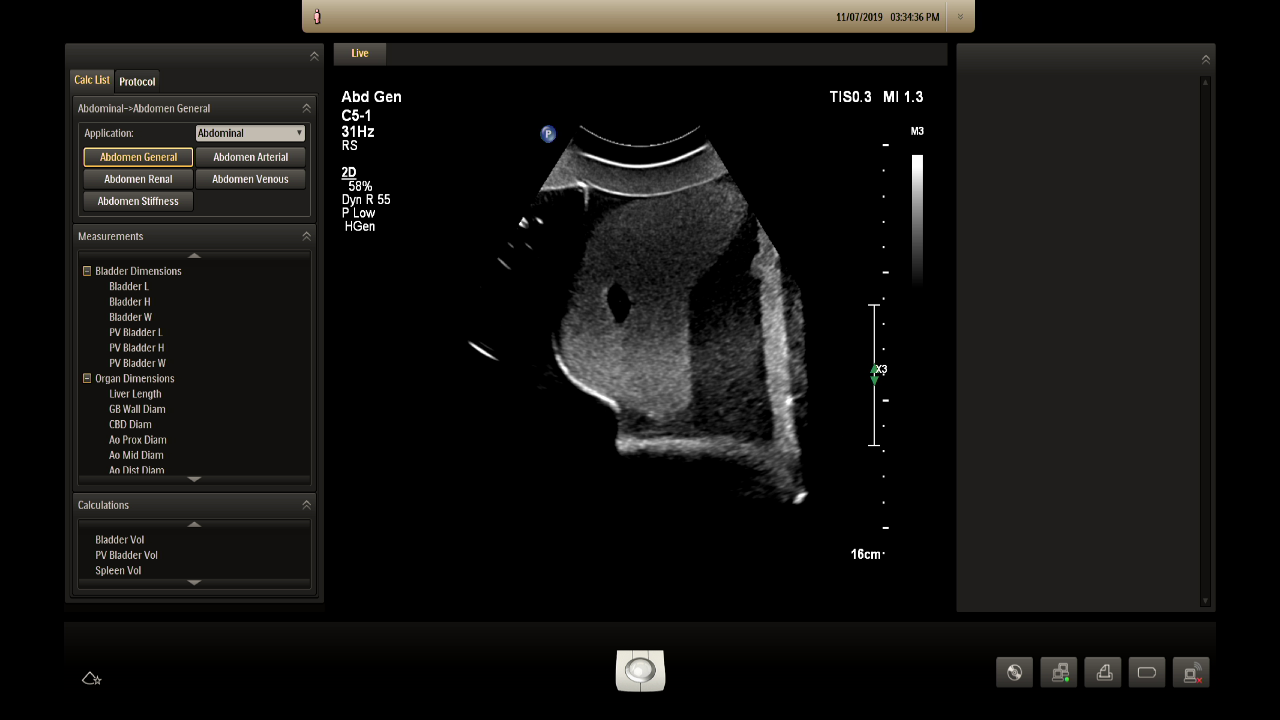 11/07/2019 03:34:36 PM
Live
Calc List Protocol
Abdominal->Abdomen General
Application: Abdominal
Abdomen General Abdomen Arterial
Abdomen Renal Abdomen Venous
Abdomen Stiffness
Measurements
Bladder Dimensions
Bladder L
Bladder H
Bladder W
PV Bladder L
PV Bladder H
PV Bladder W
Organ Dimensions
Liver Length
GB Wall Diam
CBD Diam
Ao Prox Diam
Ao Mid Diam
Ao Dist Diam
Calculations
Bladder Vol
PV Bladder Vol
Spleen Vol
Abd Gen
C5-1
31Hz
RS
2D
58%
Dyn R 55
P Low
HGen
P
TIS0.3 MI 1.3
M3
X3
16cm